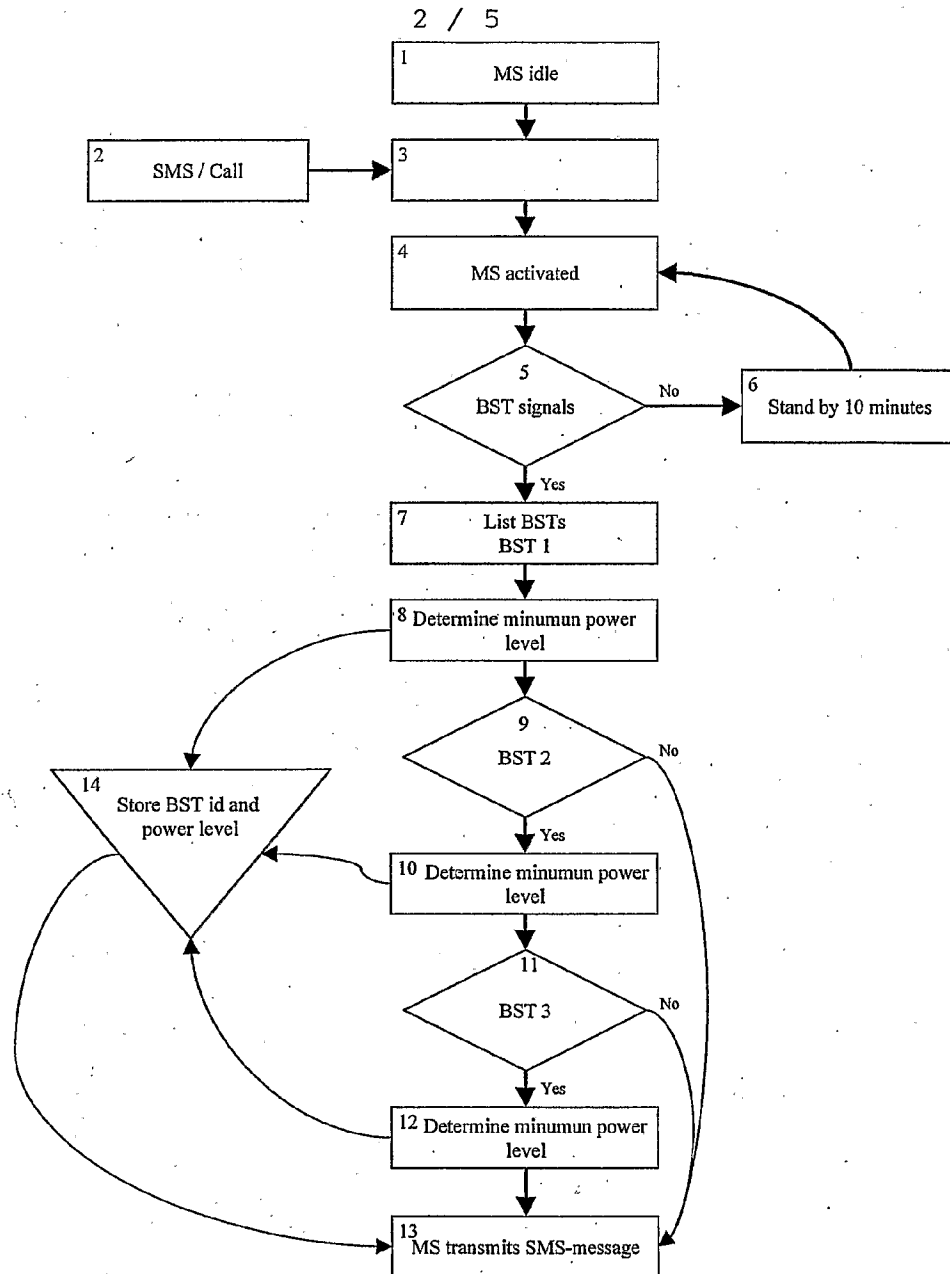 2 / 5
1
MS idle
2
SMS / Call
3
4
MS activated
5
BST signals
No
6
Stand by 10 minutes
Yes
7
List BSTs
BST 1
8 Determine minumun power
level
9
BST 2
No
14
Store BST id and
power level
Yes
10 Determine minumun power
level
11
BST 3
No
Yes
12 Determine minumun power
level
13
MS transmits SMS-message